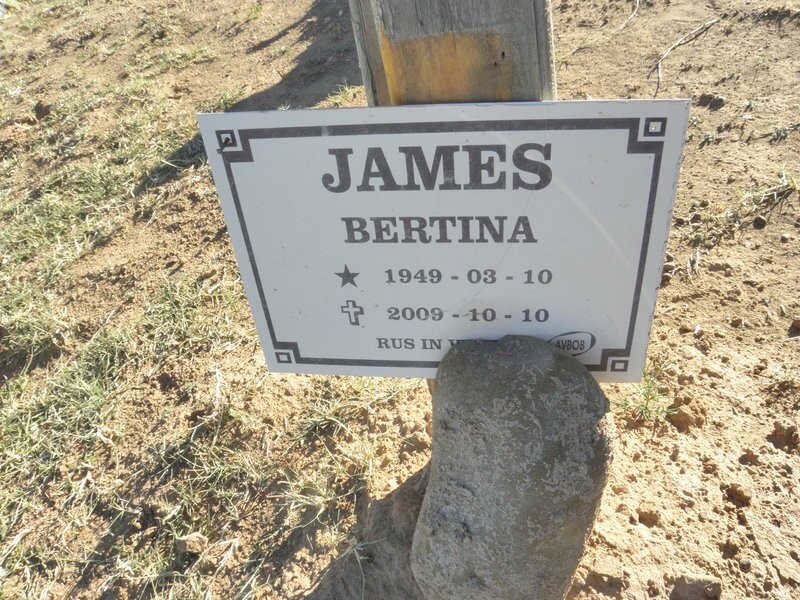 JAMES
BERTINA
1949 - 03 - 10
2009 - 10 - 10
RUS IN
AVBOB